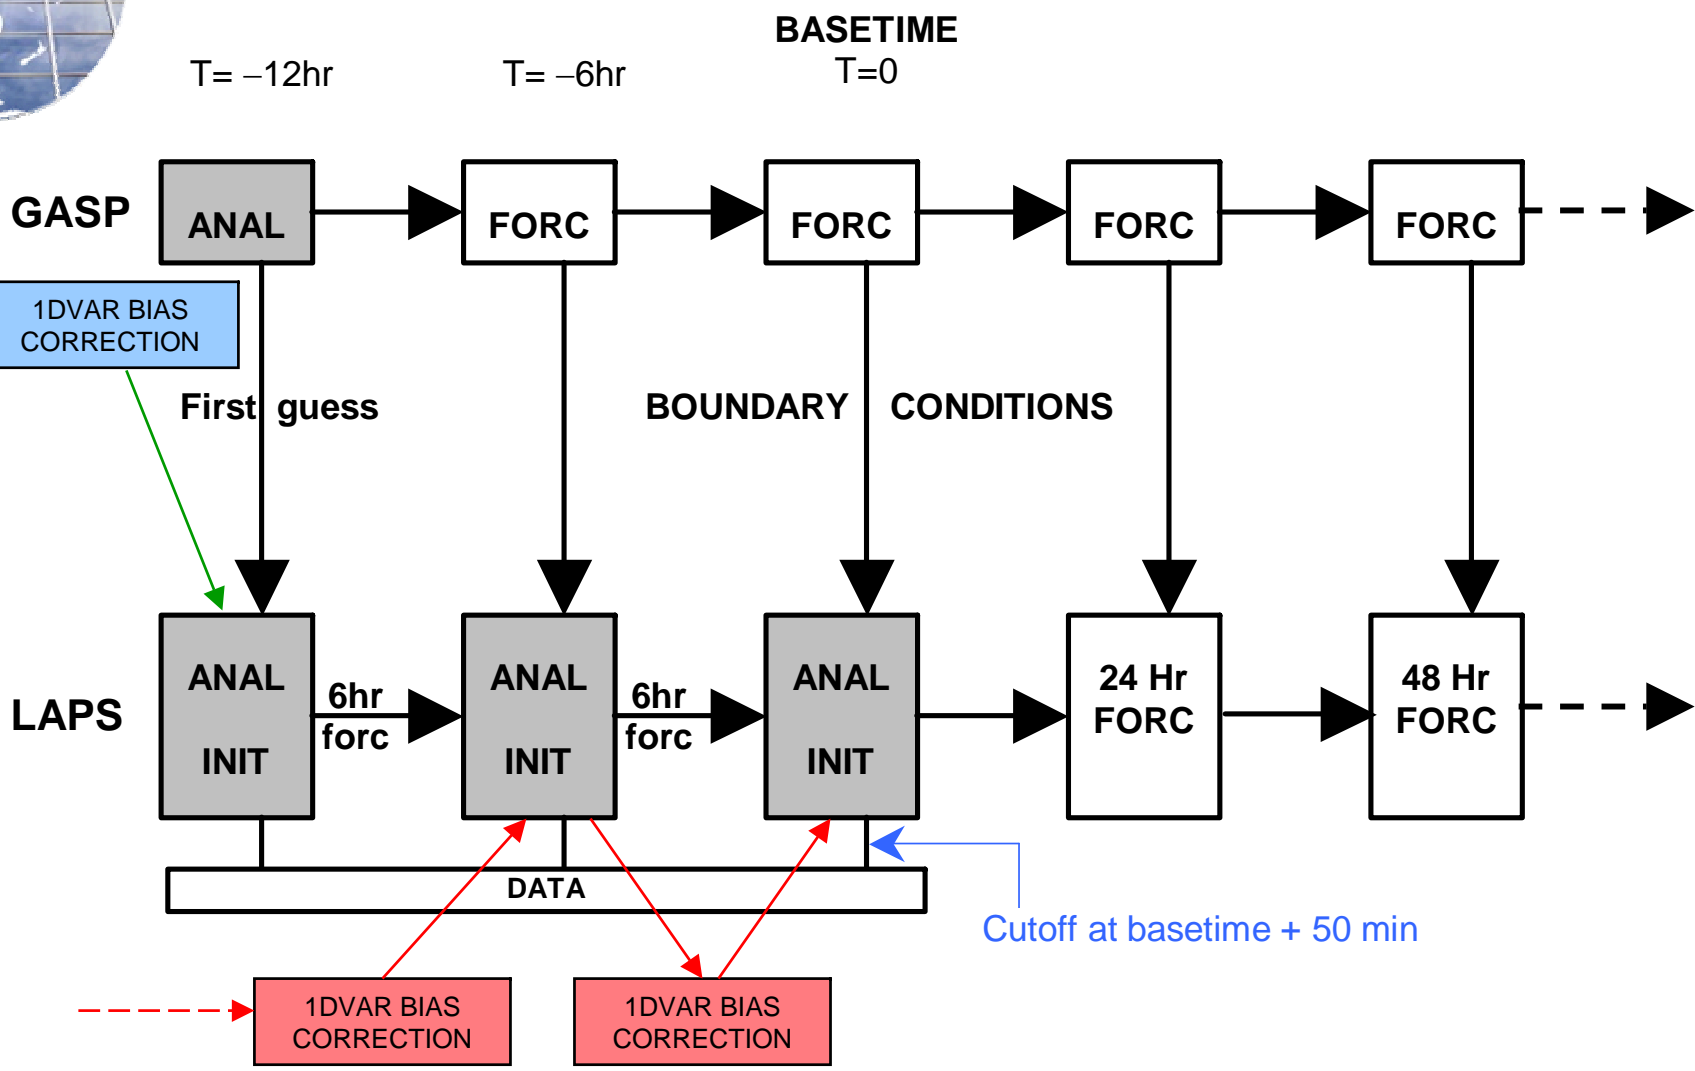 BASETIME
T= –12hr
T= –6hr
T=0
GASP
ANAL
FORC
FORC
FORC
FORC
1DVAR BIAS
CORRECTION
First guess
BOUNDARY CONDITIONS
LAPS
ANAL
INIT
6hr
forc
ANAL
INIT
6hr
forc
ANAL
INIT
24 Hr
FORC
48 Hr
FORC
DATA
Cutoff at basetime + 50 min
1DVAR BIAS
CORRECTION
1DVAR BIAS
CORRECTION